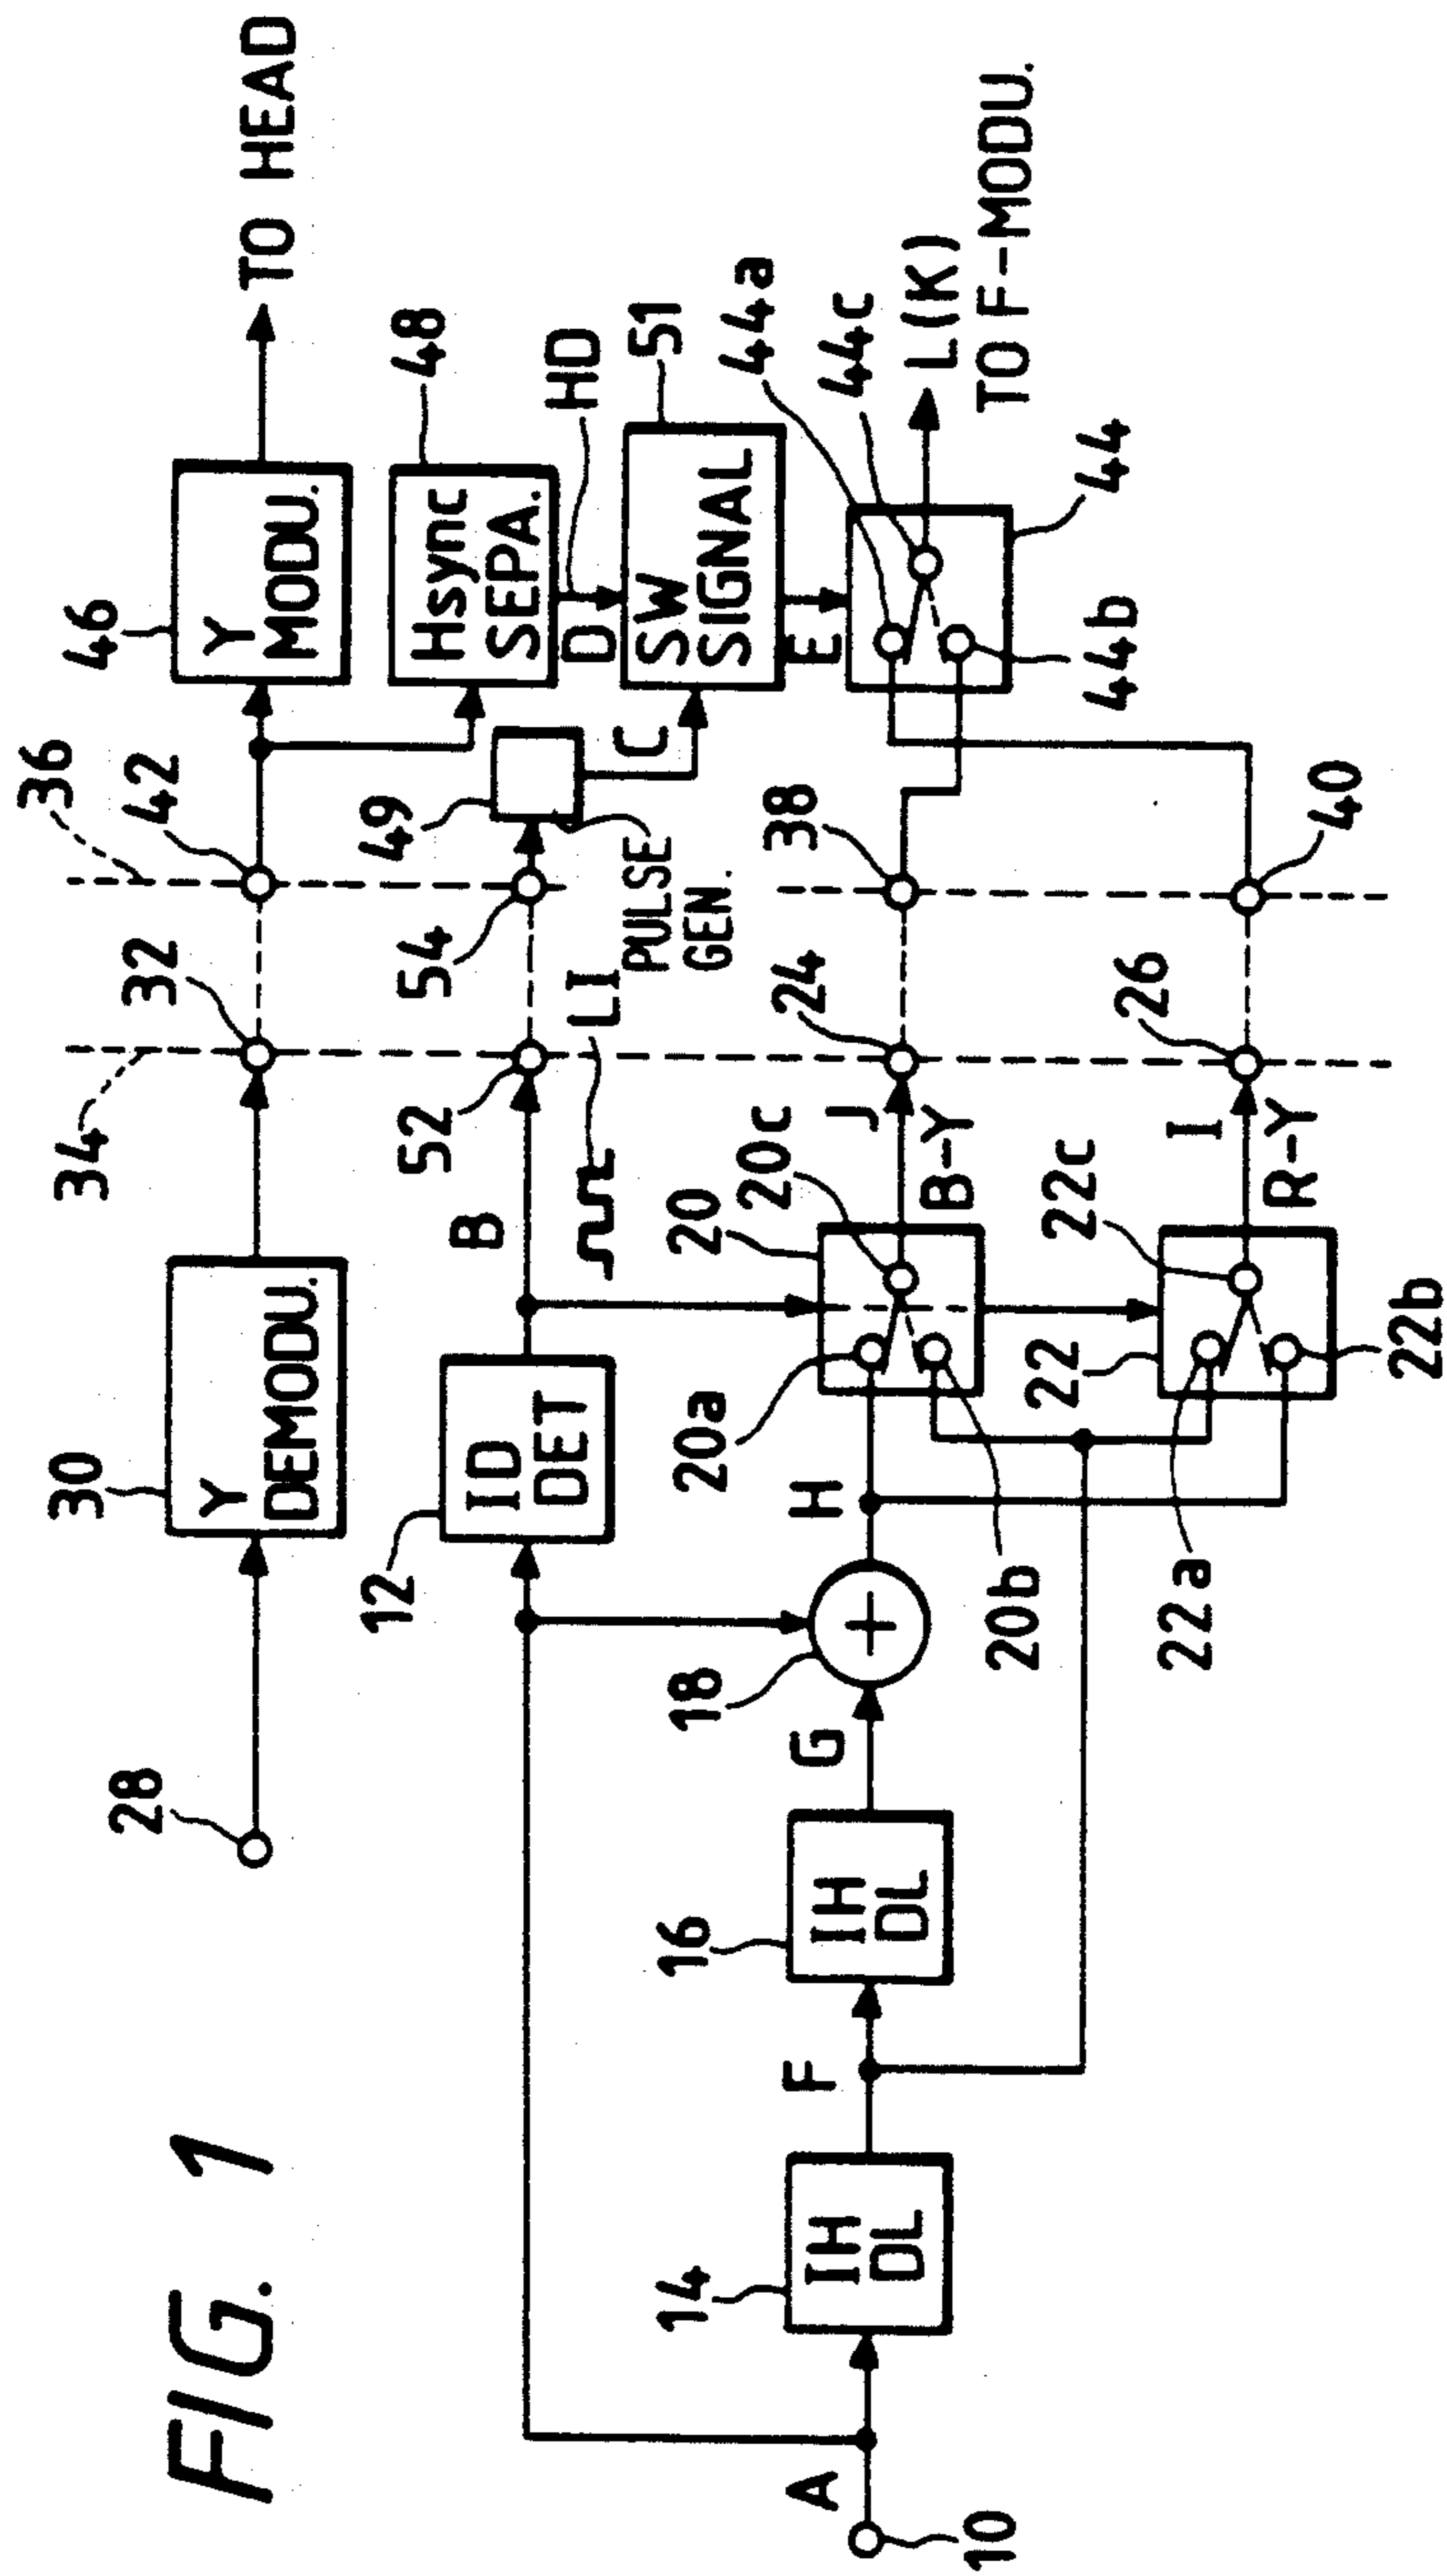 FIG. 1
28
30
Y
DEMODU.
32
34
36
42
46
Y
MODU.
TO HEAD
12
ID
DET
B
LI
52
54
49
PULSE
GEN.
C
48
Hsync
SEPA.
D
HD
51
SW
SIGNAL
E
10
A
14
IH
DL
F
16
IH
DL
G
18
H
20
20a
20b
20c
J
B-Y
24
38
44
44a
44b
44c
L(K)
TO F-MODU.
22
22a
22b
22c
I
R-Y
26
40